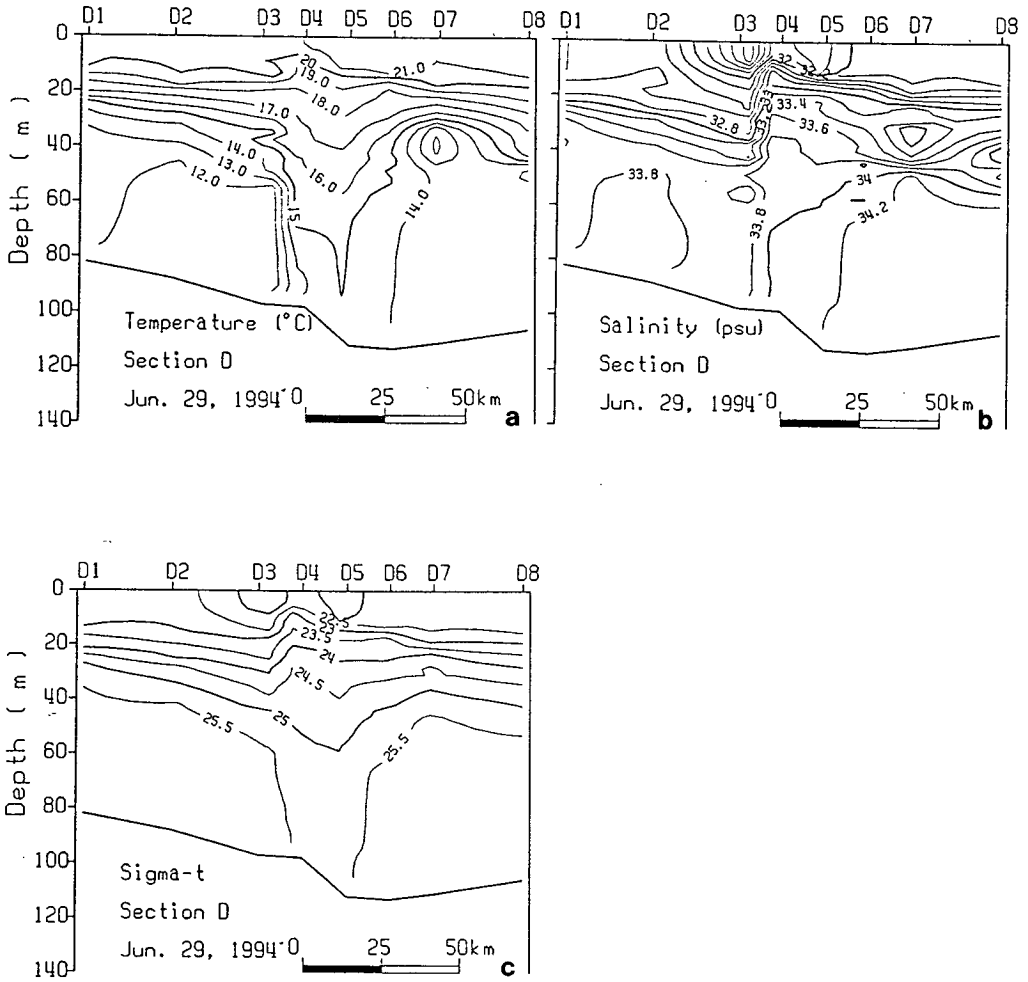 D1 D2 D3 D4 D5 D6 D7 D8
0
20
40
60
80
100
120
140
Depth ( m )
20
19.0
18.0
21.0
17.0
14.0
13.0
12.0
16.0
15
14.0
Temperature (°C)
Section D
Jun. 29, 1994
0 25 50km
a
D1 D2 D3 D4 D5 D6 D7 D8
32
33.4
33.6
32.8
33.8
34
34.2
33.8
Salinity (psu)
Section D
Jun. 29, 1994
0 25 50km
b
D1 D2 D3 D4 D5 D6 D7 D8
0
20
40
60
80
100
120
140
Depth ( m )
22.5
23
23.5
24
24.5
25
25.5
25.5
Sigma-t
Section D
Jun. 29, 1994
0 25 50km
c